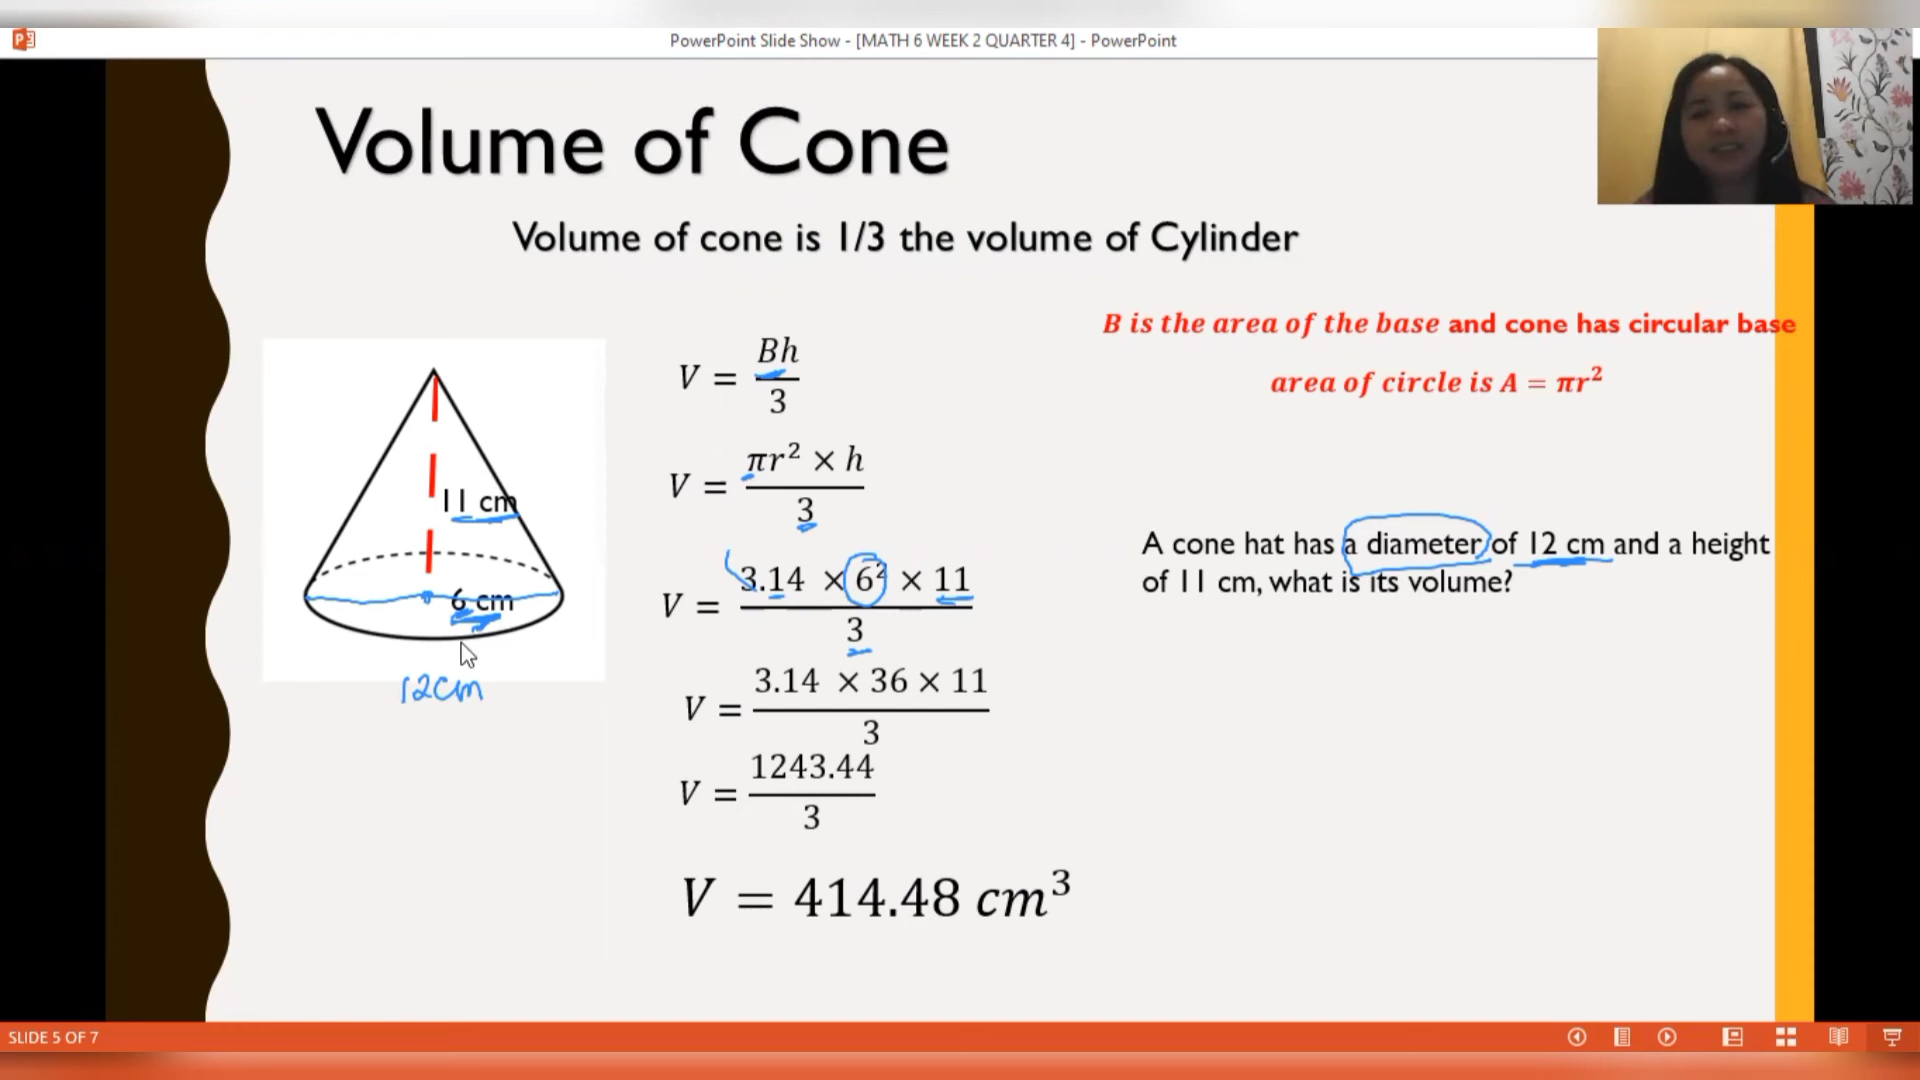 PowerPoint Slide Show - [MATH 6 WEEK 2 QUARTER 4] - PowerPoint
Volume of Cone
Volume of cone is 1/3 the volume of Cylinder
B is the area of the base and cone has circular base
area of circle is A = πr²
V = Bh / 3
V = πr² × h / 3
V = 3.14 × 6² × 11 / 3
V = 3.14 × 36 × 11 / 3
V = 1243.44 / 3
V = 414.48 cm³
11 cm
6 cm
12cm
A cone hat has a diameter of 12 cm and a height
of 11 cm, what is its volume?
SLIDE 5 OF 7